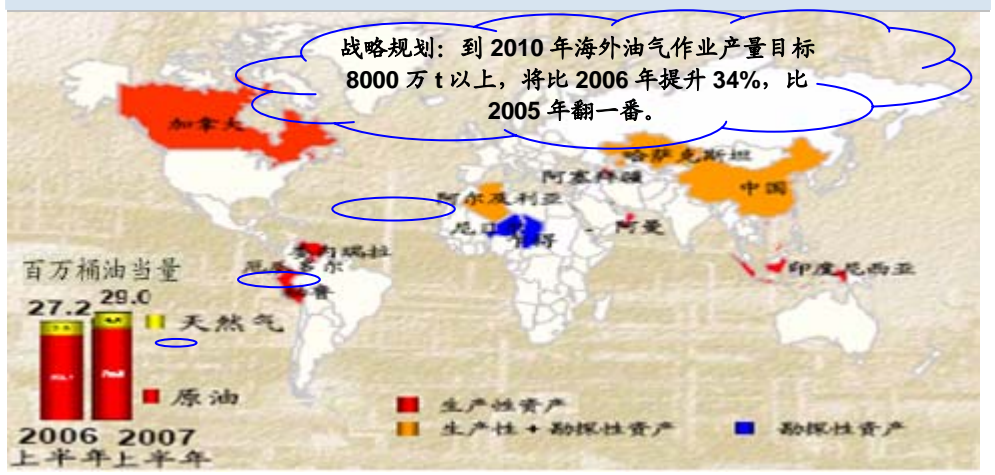 战略规划：到 2010 年海外油气作业产量目标
8000 万 t 以上，将比 2006 年提升 34%，比
2005 年翻一番。
加拿大
哈萨克斯坦
阿塞拜疆
中国
阿尔及利亚
尼日尔
乍得
阿曼
委内瑞拉
厄瓜多尔
秘鲁
印度尼西亚
百万桶油当量
27.2 29.0
天然气
原油
2006 2007
上半年 上半年
生产性资产
生产性 + 勘探性资产
勘探性资产